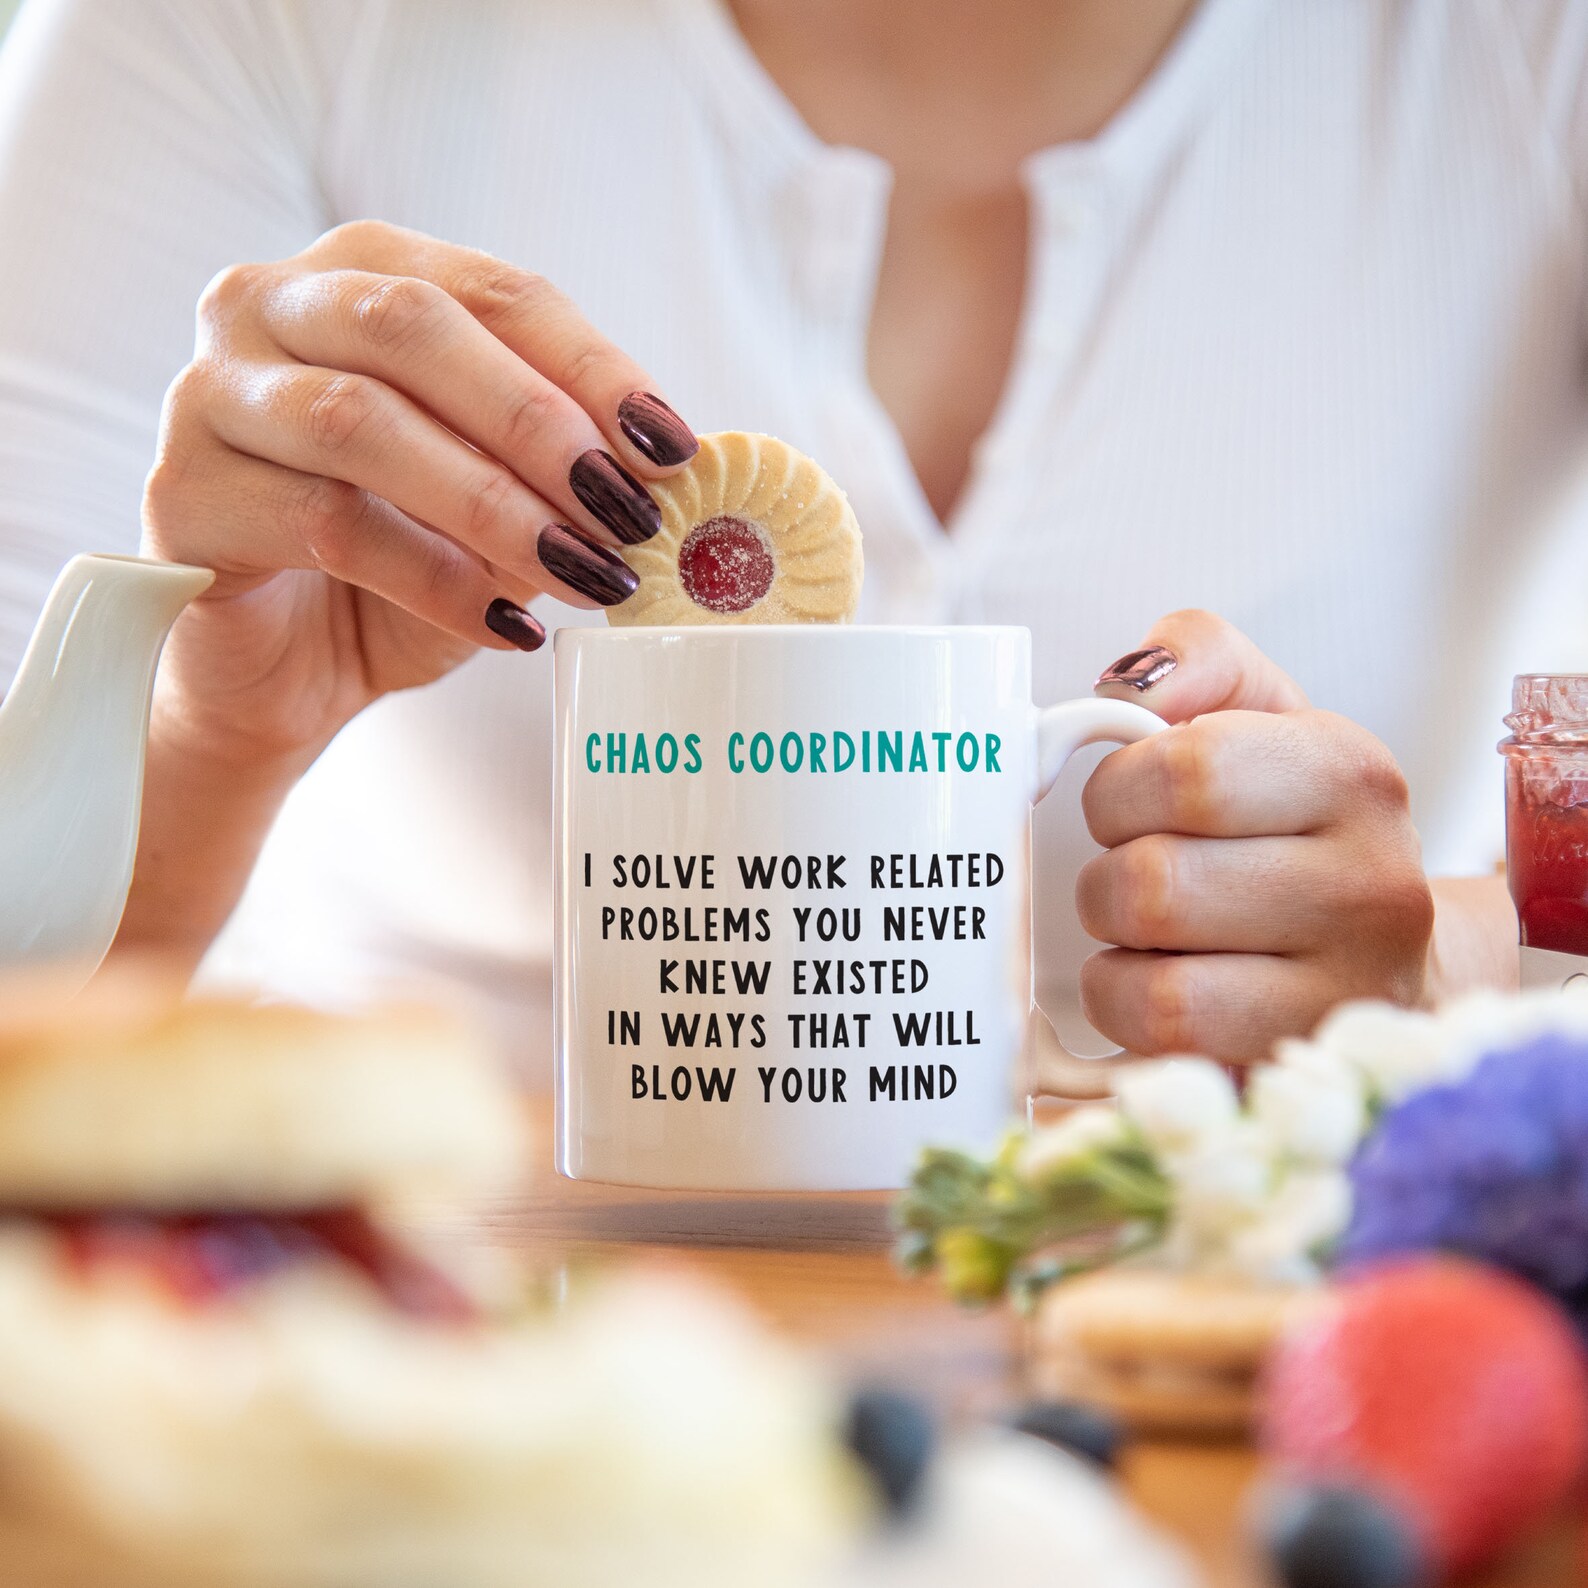 CHAOS COORDINATOR
I SOLVE WORK RELATED
PROBLEMS YOU NEVER
KNEW EXISTED
IN WAYS THAT WILL
BLOW YOUR MIND